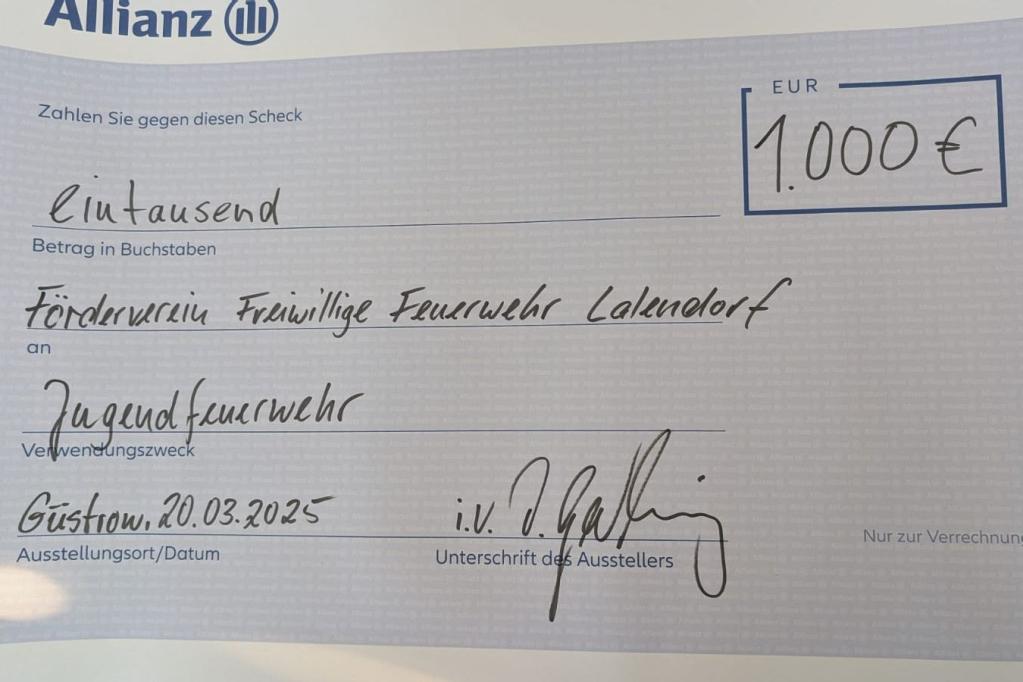 Allianz
EUR
1.000 €
Zahlen Sie gegen diesen Scheck
eintausend
Betrag in Buchstaben
Förderverein Freiwillige Feuerwehr Lalendorf
an
Jugendfeuerwehr
Verwendungszweck
Güstrow, 20.03.2025
i.V. J.
Ausstellungsort/Datum
Unterschrift des Ausstellers
Nur zur Verrechnung